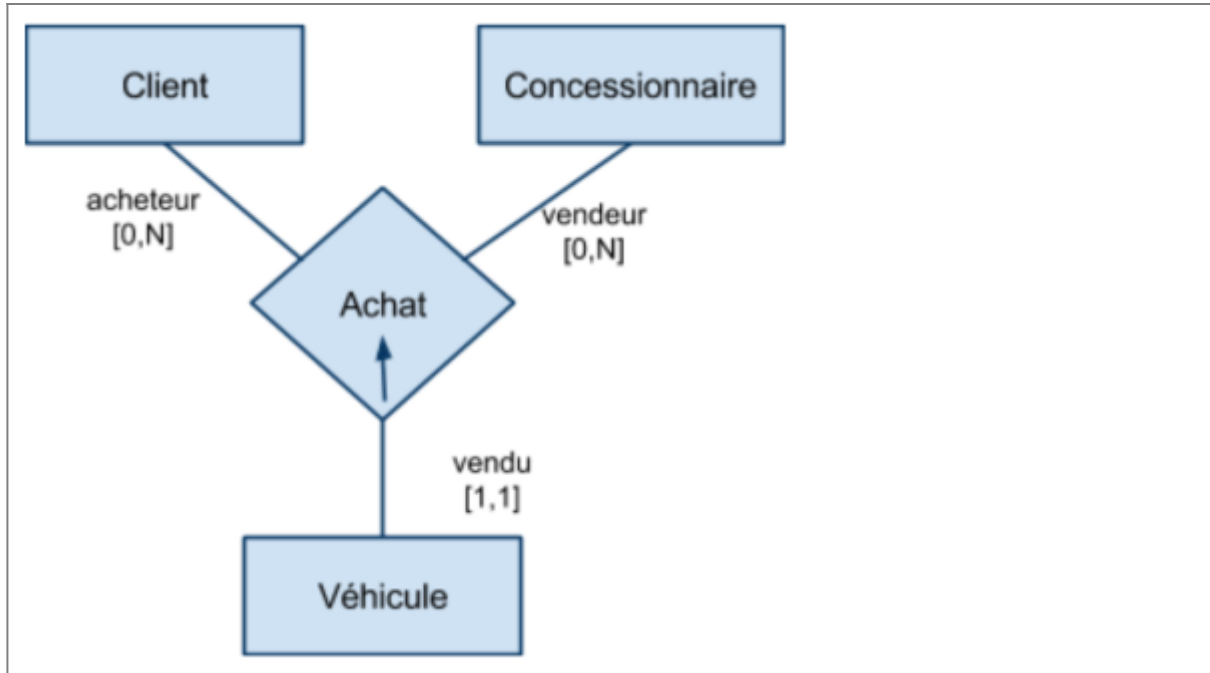 Client
Concessionnaire
acheteur
[0,N]
vendeur
[0,N]
Achat
vendu
[1,1]
Véhicule